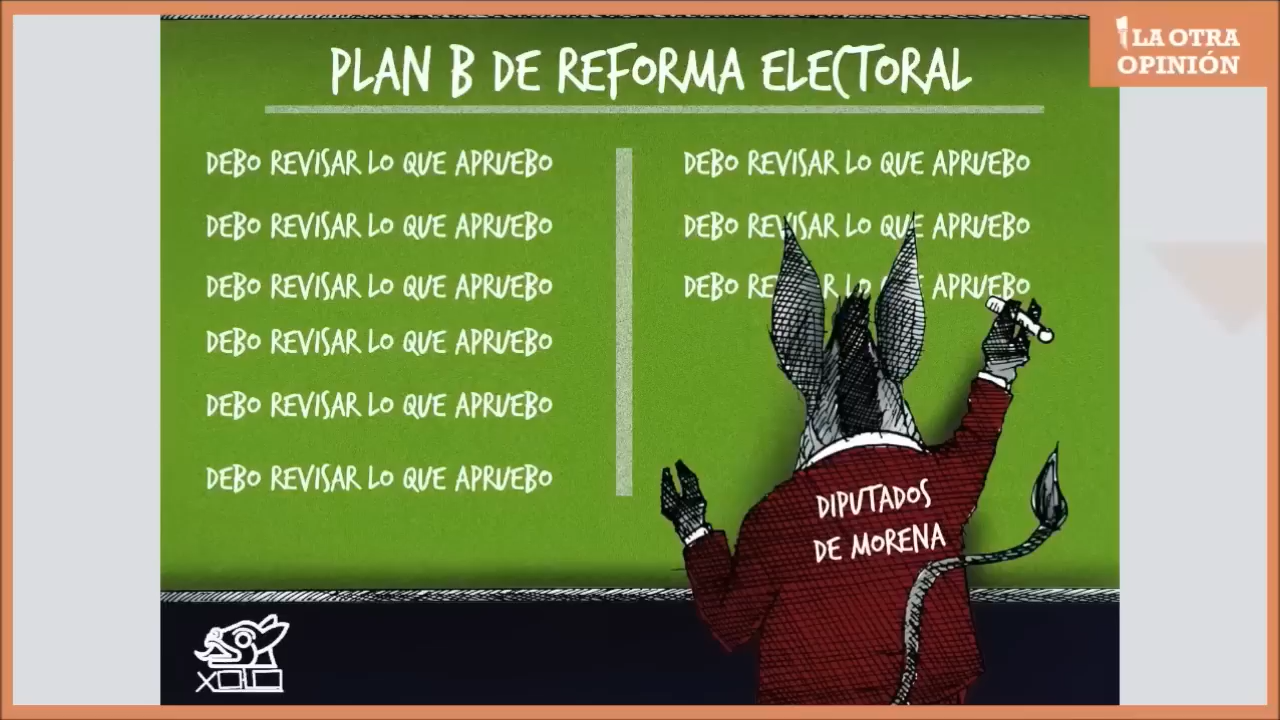 LA OTRA
OPINIÓN
PLAN B DE REFORMA ELECTORAL
DEBO REVISAR LO QUE APRUEBO
DEBO REVISAR LO QUE APRUEBO
DEBO REVISAR LO QUE APRUEBO
DEBO REVISAR LO QUE APRUEBO
DEBO REVISAR LO QUE APRUEBO
DEBO REVISAR LO QUE APRUEBO
DEBO REVISAR LO QUE APRUEBO
DEBO REVISAR LO QUE APRUEBO
DEBO LO APRUEBO
DIPUTADOS
DE MORENA